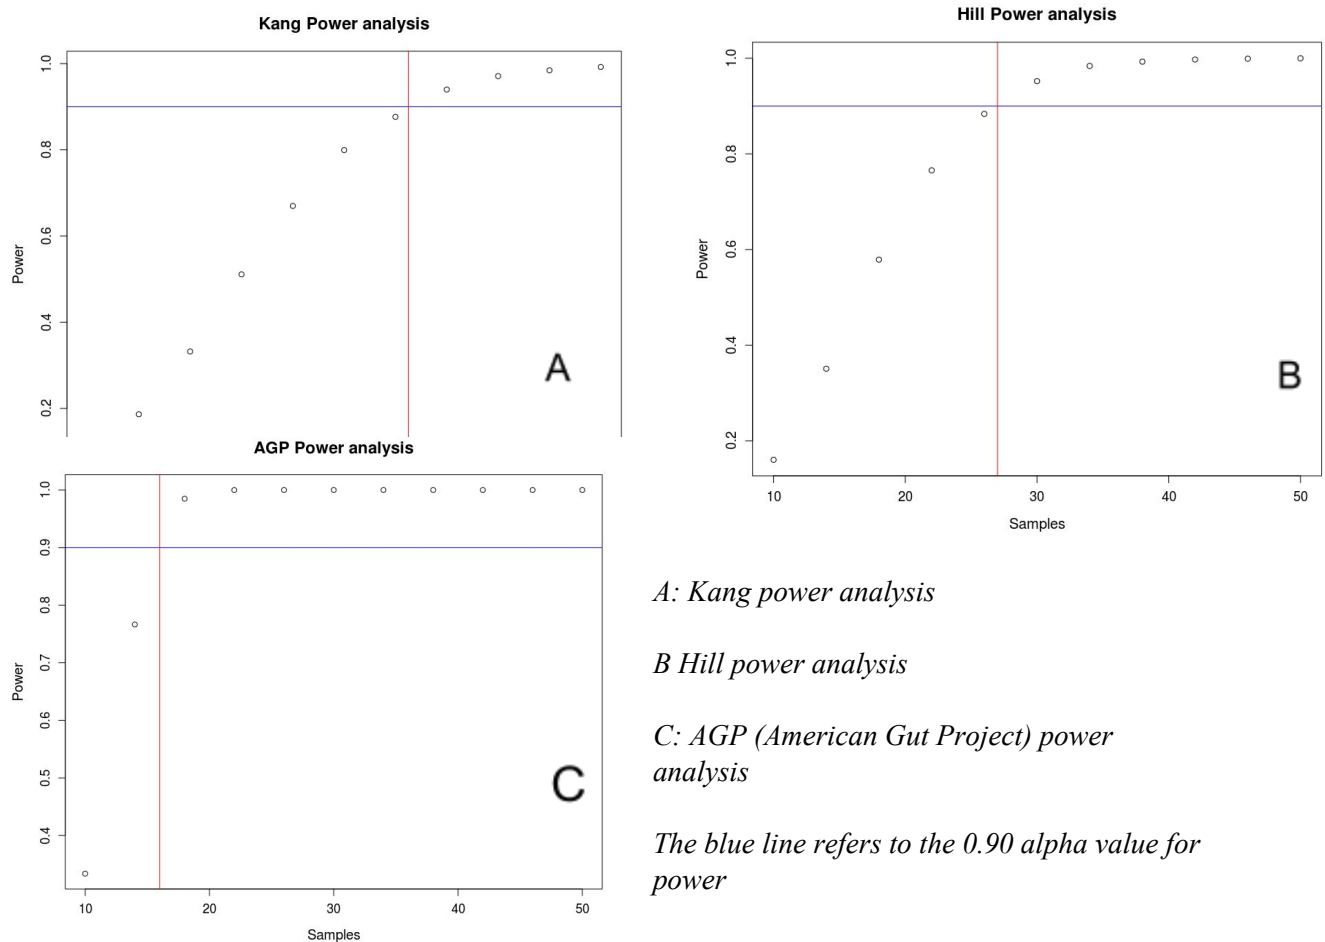 Kang Power analysis
1.0
0.8
0.6
0.4
0.2
Power
A
Hill Power analysis
1.0
0.8
0.6
0.4
0.2
Power
B
10 20 30 40 50
Samples
AGP Power analysis
1.0
0.9
0.8
0.7
0.6
0.5
0.4
Power
C
10 20 30 40 50
Samples
A: Kang power analysis
B Hill power analysis
C: AGP (American Gut Project) power
analysis
The blue line refers to the 0.90 alpha value for
power